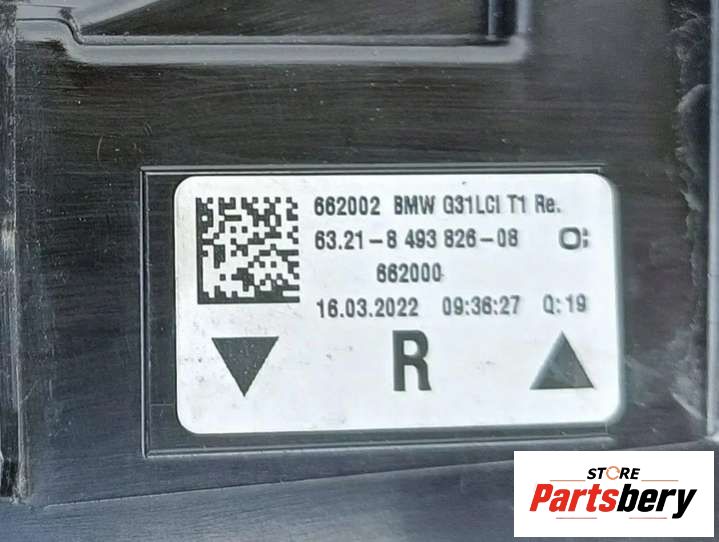 662002 BMW G31LCI T1 Re.
63.21-8 493 826-08 O:
662000
16.03.2022 09:36:27 Q:19
R
STORE
Partsbery